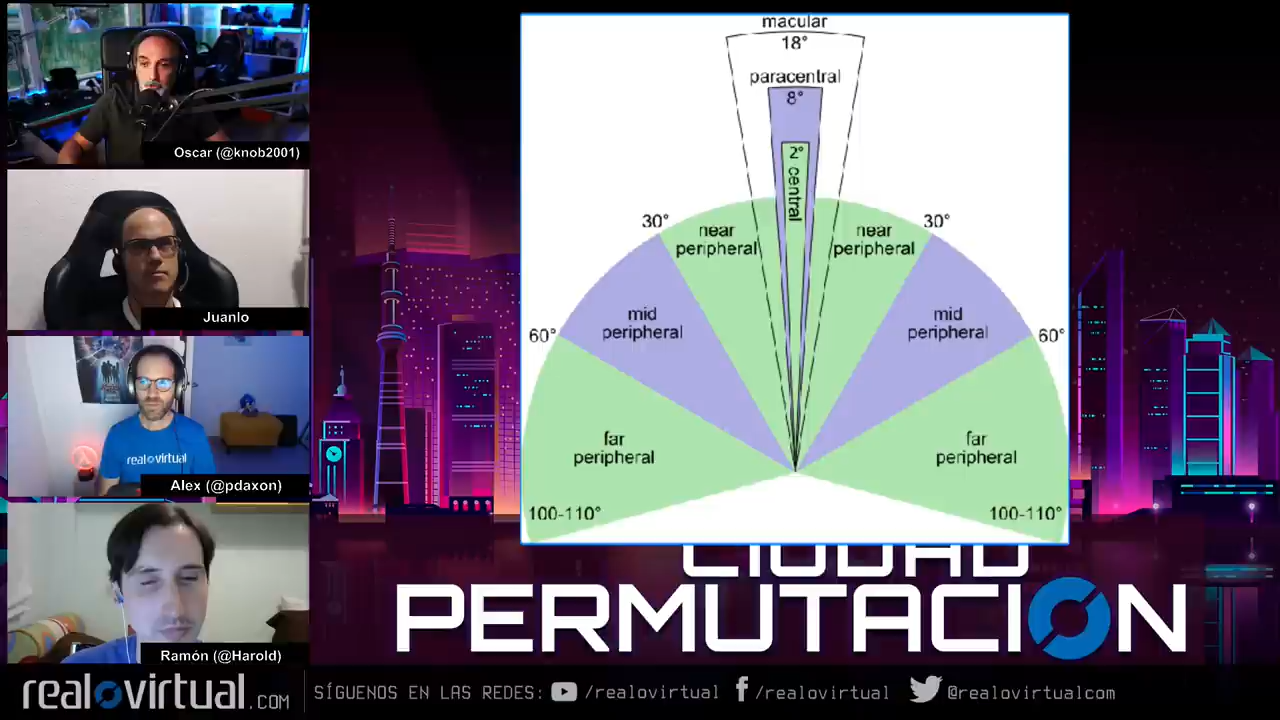 Oscar (@knob2001)
Juanlo
realovirtual
Alex (@pdaxon)
Ramón (@Harold)
macular
18°
paracentral
8°
2°
central
30°
near
peripheral
near
peripheral
30°
60°
mid
peripheral
mid
peripheral
60°
far
peripheral
far
peripheral
100-110°
100-110°
CIUDAD
PERMUTACION
realovirtual.COM
SÍGUENOS EN LAS REDES: /realovirtual /realovirtual @realovirtualcom